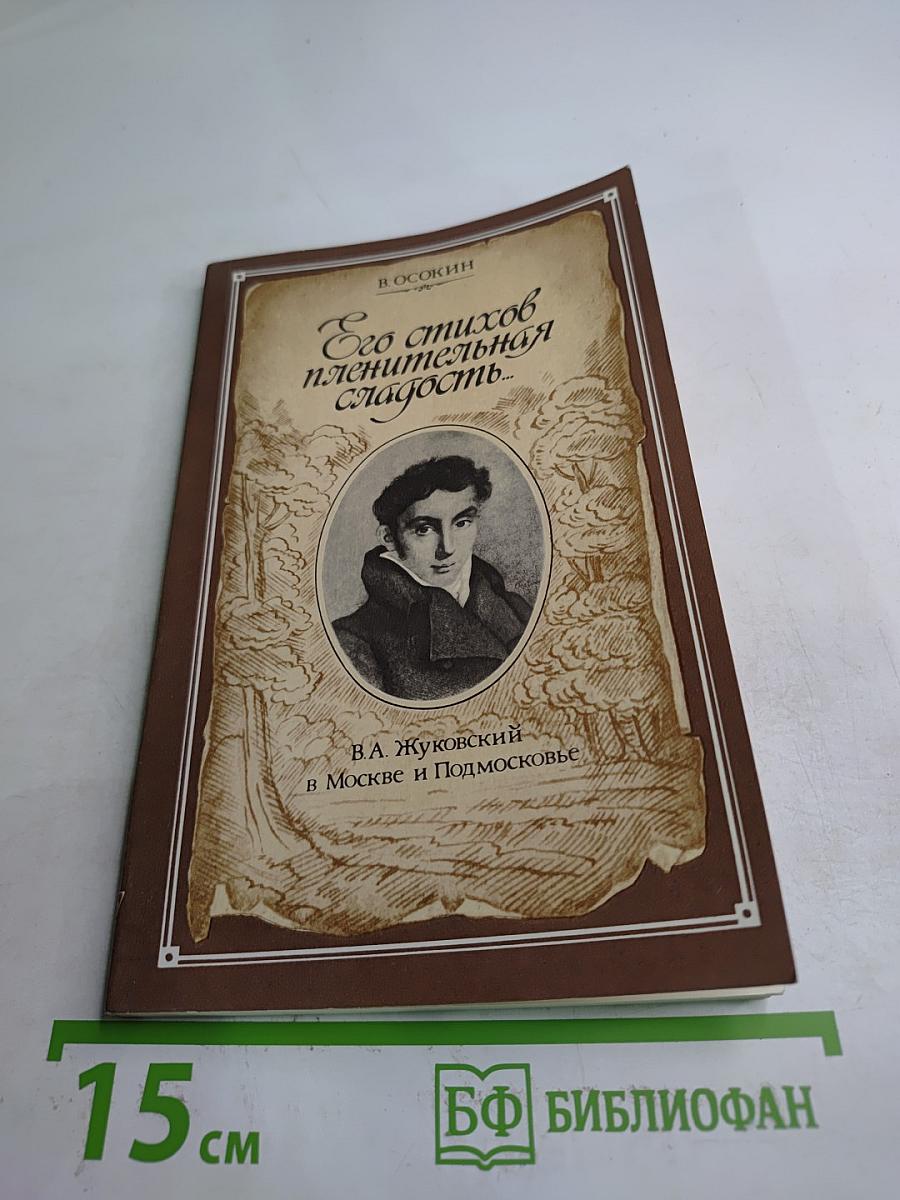 В. ОСОКИН
Его стихов
пленительная
сладость...
В.А. Жуковский
в Москве и Подмосковье
15 см
БФ БИБЛИОФАН